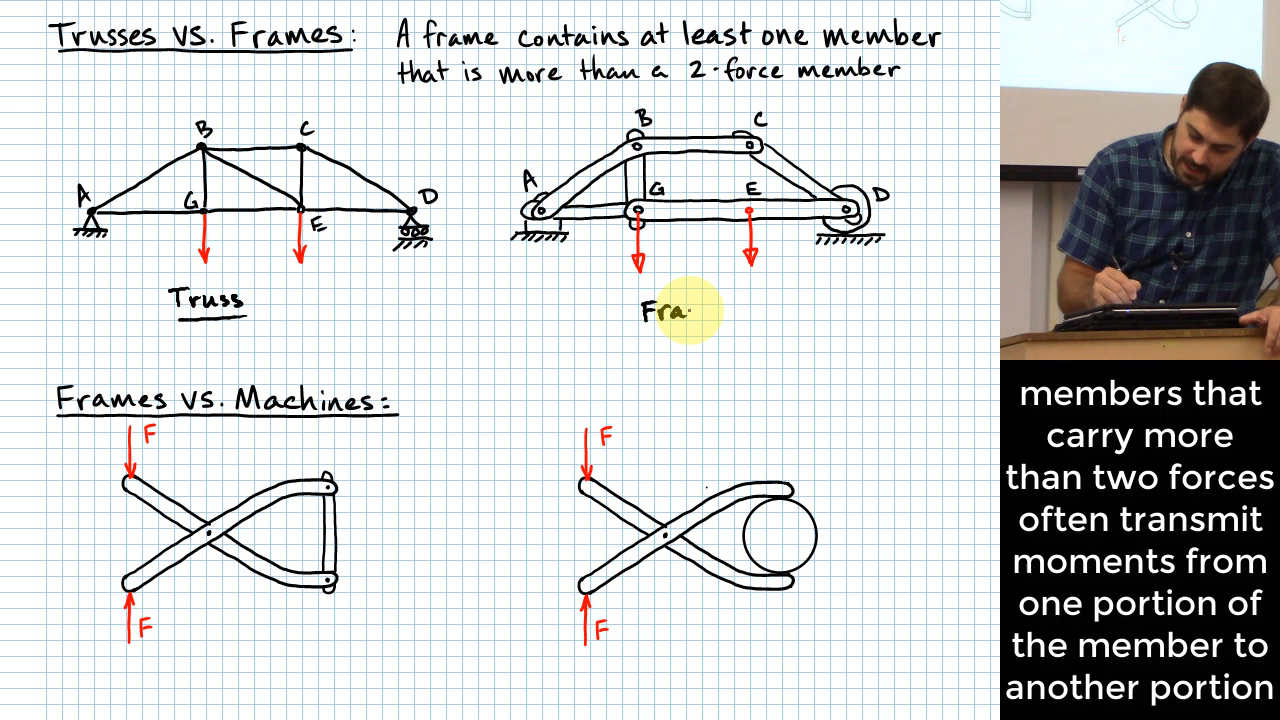 Trusses vs. Frames: A frame contains at least one member
that is more than a 2-force member
B C
A G E D
B C
A G E D
Truss
Fra
Frames vs. Machines:
F
F
F
F
F
members that
carry more
than two forces
often transmit
moments from
one portion of
the member to
another portion